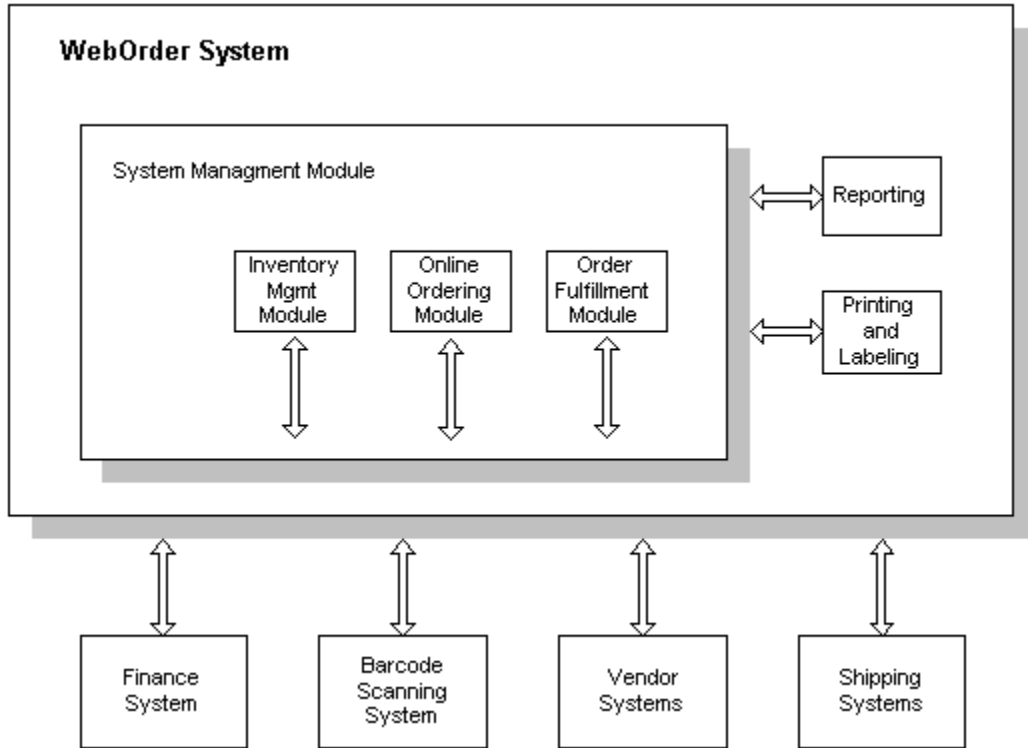 WebOrder System
System Managment Module
Inventory
Mgmt
Module
Online
Ordering
Module
Order
Fulfillment
Module
Reporting
Printing
and
Labeling
Finance
System
Barcode
Scanning
System
Vendor
Systems
Shipping
Systems